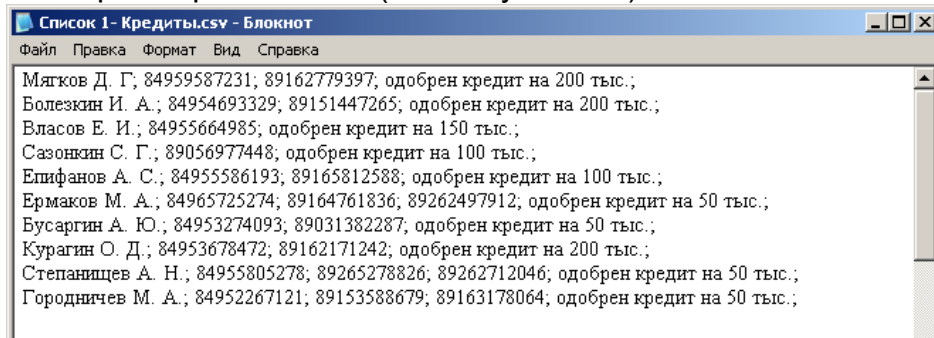 Список 1- Кредиты.csv - Блокнот
Файл Правка Формат Вид Справка
Мягков Д. Г; 84959587231; 89162779397; одобрен кредит на 200 тыс.;
Болезкин И. А.; 84954693329; 89151447265; одобрен кредит на 200 тыс.;
Власов Е. И.; 84955664985; одобрен кредит на 150 тыс.;
Сазонкин С. Г.; 89056977448; одобрен кредит на 100 тыс.;
Епифанов А. С.; 84955586193; 89165812588; одобрен кредит на 100 тыс.;
Ермаков М. А.; 84965725274; 89164761836; 89262497912; одобрен кредит на 50 тыс.;
Бусаргин А. Ю.; 84953274093; 89031382287; одобрен кредит на 50 тыс.;
Курагин О. Д.; 84953678472; 89162171242; одобрен кредит на 200 тыс.;
Степанищев А. Н.; 84955805278; 89265278826; 89262712046; одобрен кредит на 50 тыс.;
Городничев М. А.; 84952267121; 89153588679; 89163178064; одобрен кредит на 50 тыс.;